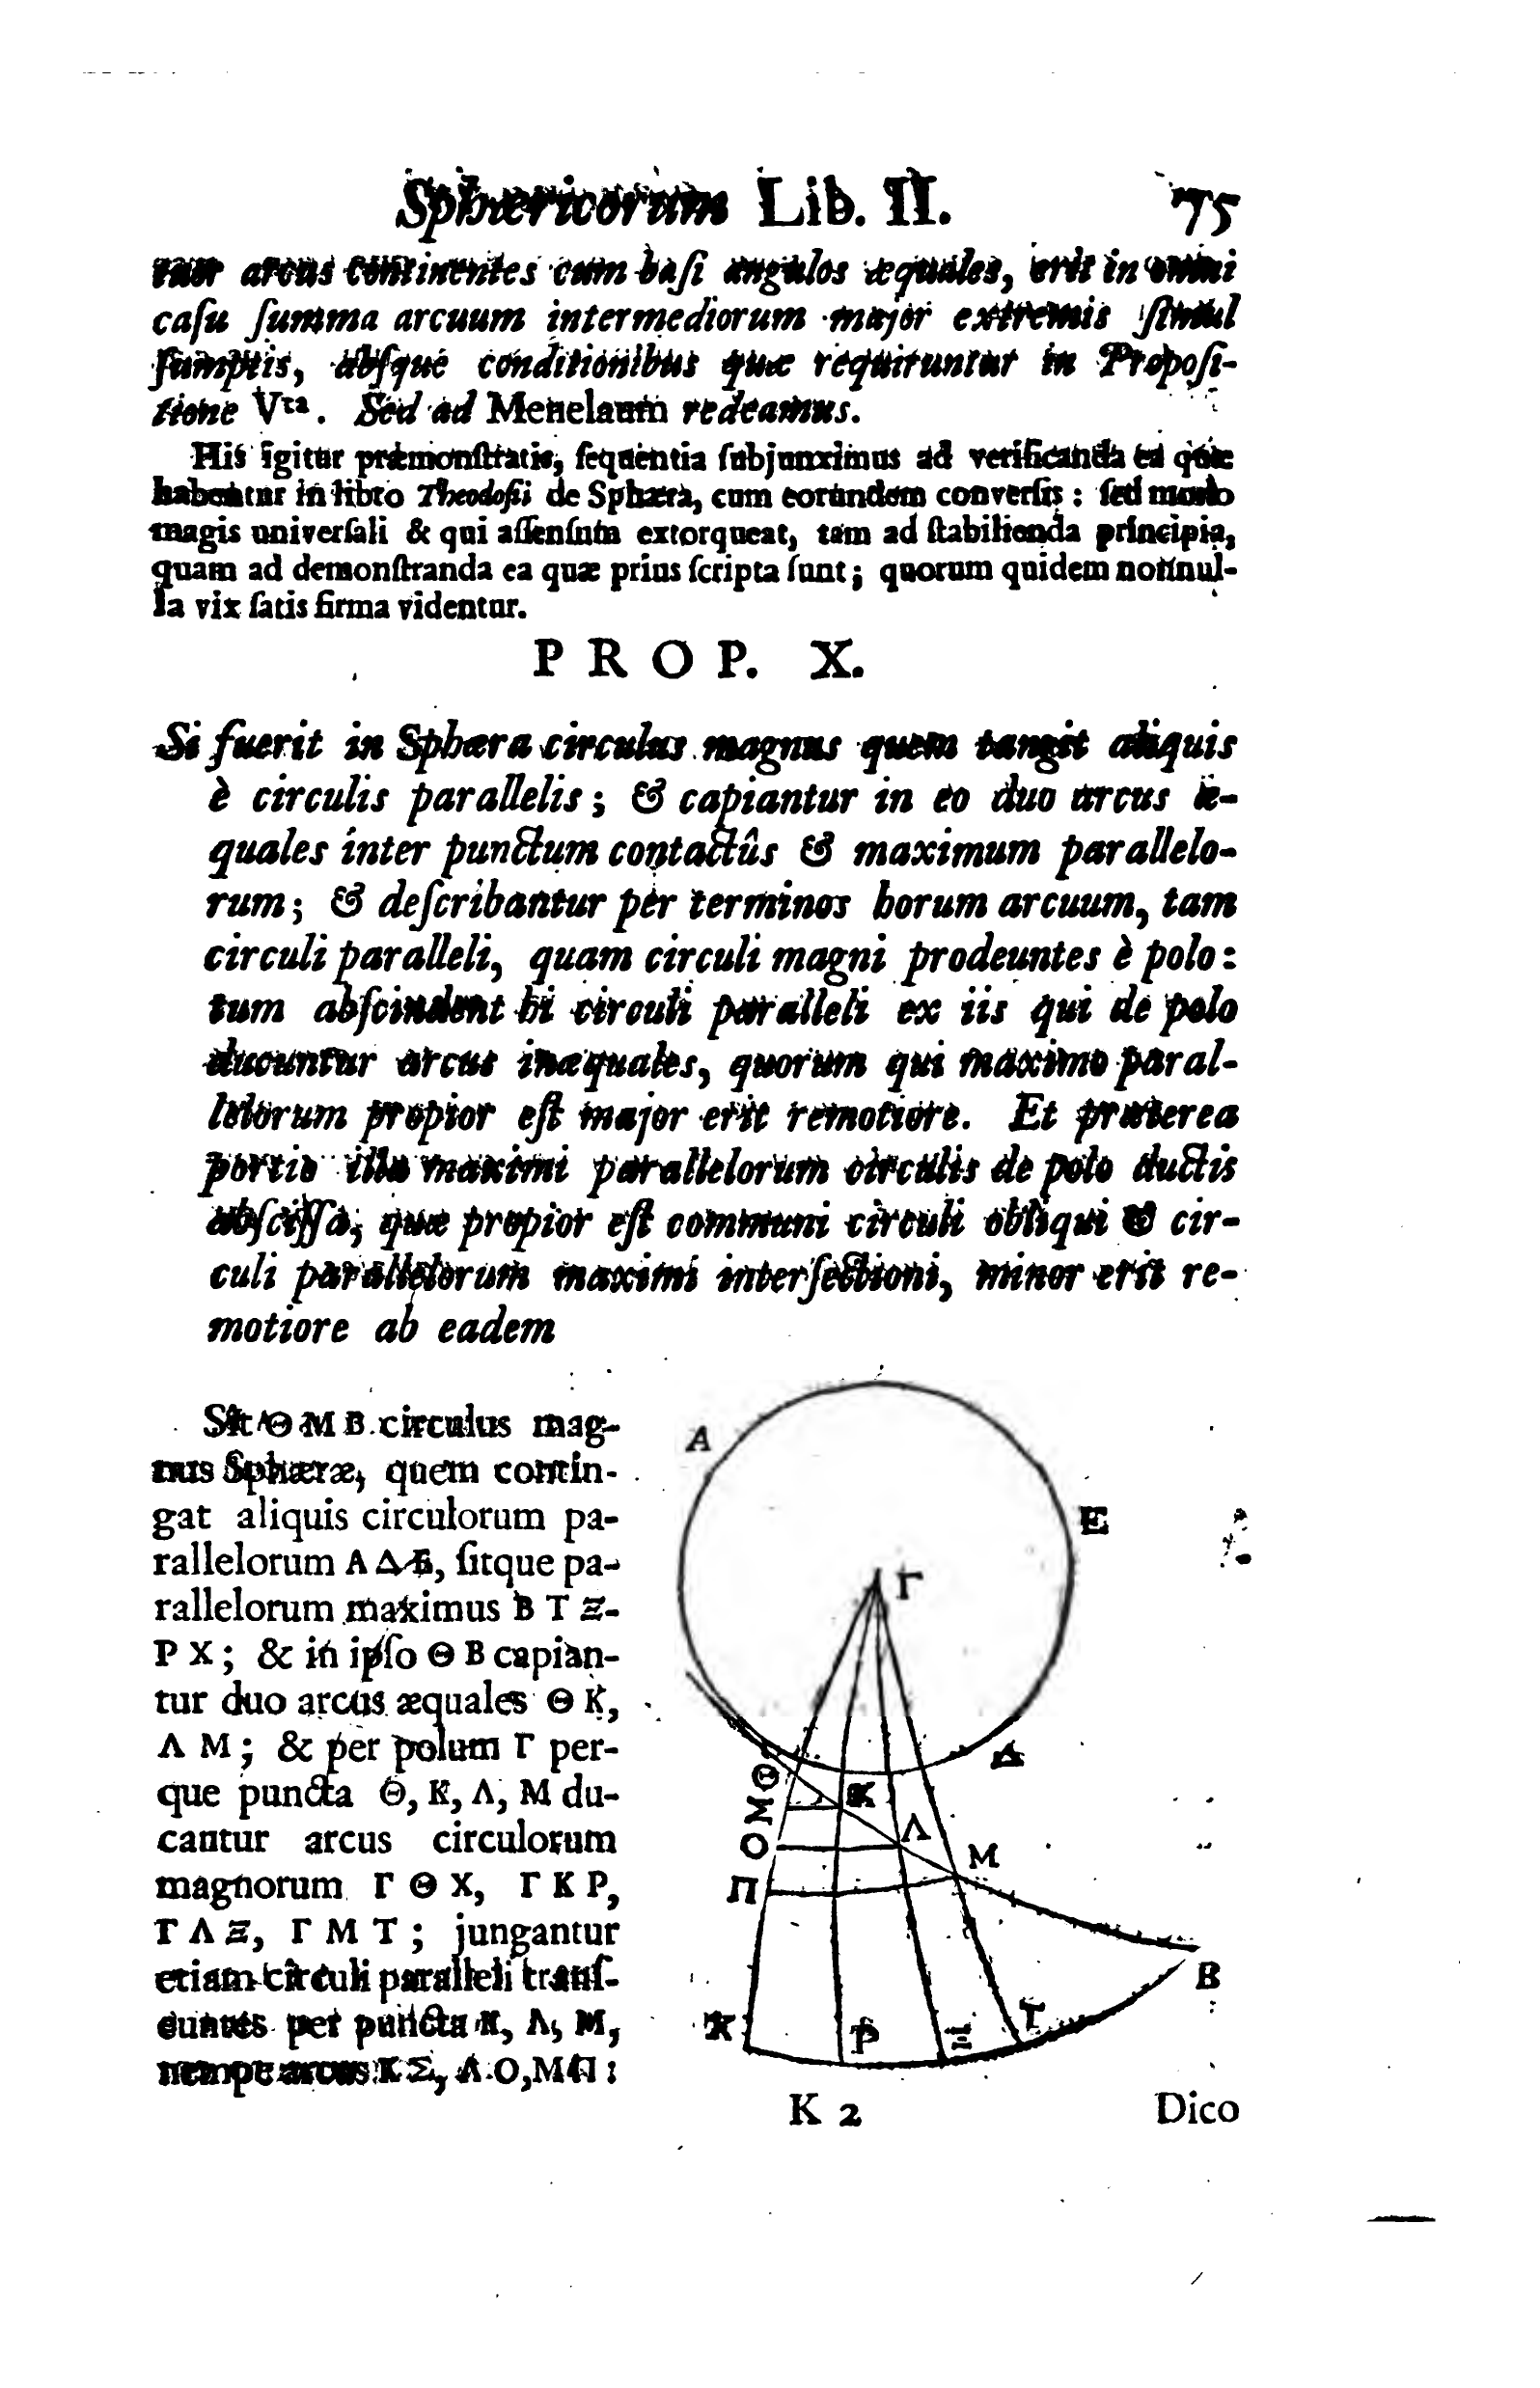 Sphæricorum Lib. II. 75
tuor arcus continentes cum baſi angulos æquales, erit in omni
caſu ſumma arcuum intermediorum major extremis ſimul
ſumptis, abſque conditionibus quæ requiruntur in Propoſi-
tione Vta. Sed ad Menelaum redeamus.
His igitur præmonſtratis, ſequentia ſubjunximus ad verificanda ea quæ
habentur in libro Theodoſii de Sphæra, cum eorundem converſis: ſed modo
magis univerſali & qui aſſenſum extorqueat, tam ad ſtabilienda principia,
quam ad demonſtranda ea quæ prius ſcripta ſunt; quorum quidem nonnul-
la vix ſatis firma videntur.
PROP. X.
Si fuerit in Sphæra circulus magnus quem tangit aliquis
è circulis parallelis; & capiantur in eo duo arcus æ-
quales inter punctum contactûs & maximum parallelo-
rum; & deſcribantur per terminos horum arcuum, tam
circuli paralleli, quam circuli magni prodeuntes è polo:
tum abſcindent hi circuli paralleli ex iis qui de polo
ducuntur arcus inæquales, quorum qui maximo paral-
lelorum propior eſt major erit remotiore. Et præterea
portio illa maximi parallelorum circulis de polo ductis
abſciſſa, quæ propior eſt communi circuli obliqui & cir-
culi parallelorum maximi interſectioni, minor erit re-
motiore ab eadem
Sit Θ M B circulus mag-
nus Sphæræ, quem contin-
gat aliquis circulorum pa-
rallelorum A Δ E, ſitque pa-
rallelorum maximus B T Ξ-
P X; & in ipſo Θ B capian-
tur duo arcus æquales Θ K,
Λ M; & per polum Γ per-
que puncta Θ, K, Λ, M du-
cantur arcus circulorum
magnorum Γ Θ X, Γ K P,
Γ Λ Ξ, Γ M T; jungantur
etiam circuli paralleli tranſ-
euntes per puncta K, Λ, M,
nempe arcus K Σ, Λ O, M Π:
A
E
Γ
Δ
Θ
K
Λ
O
M
Π
B
X
P
Ξ
T
K 2 Dico